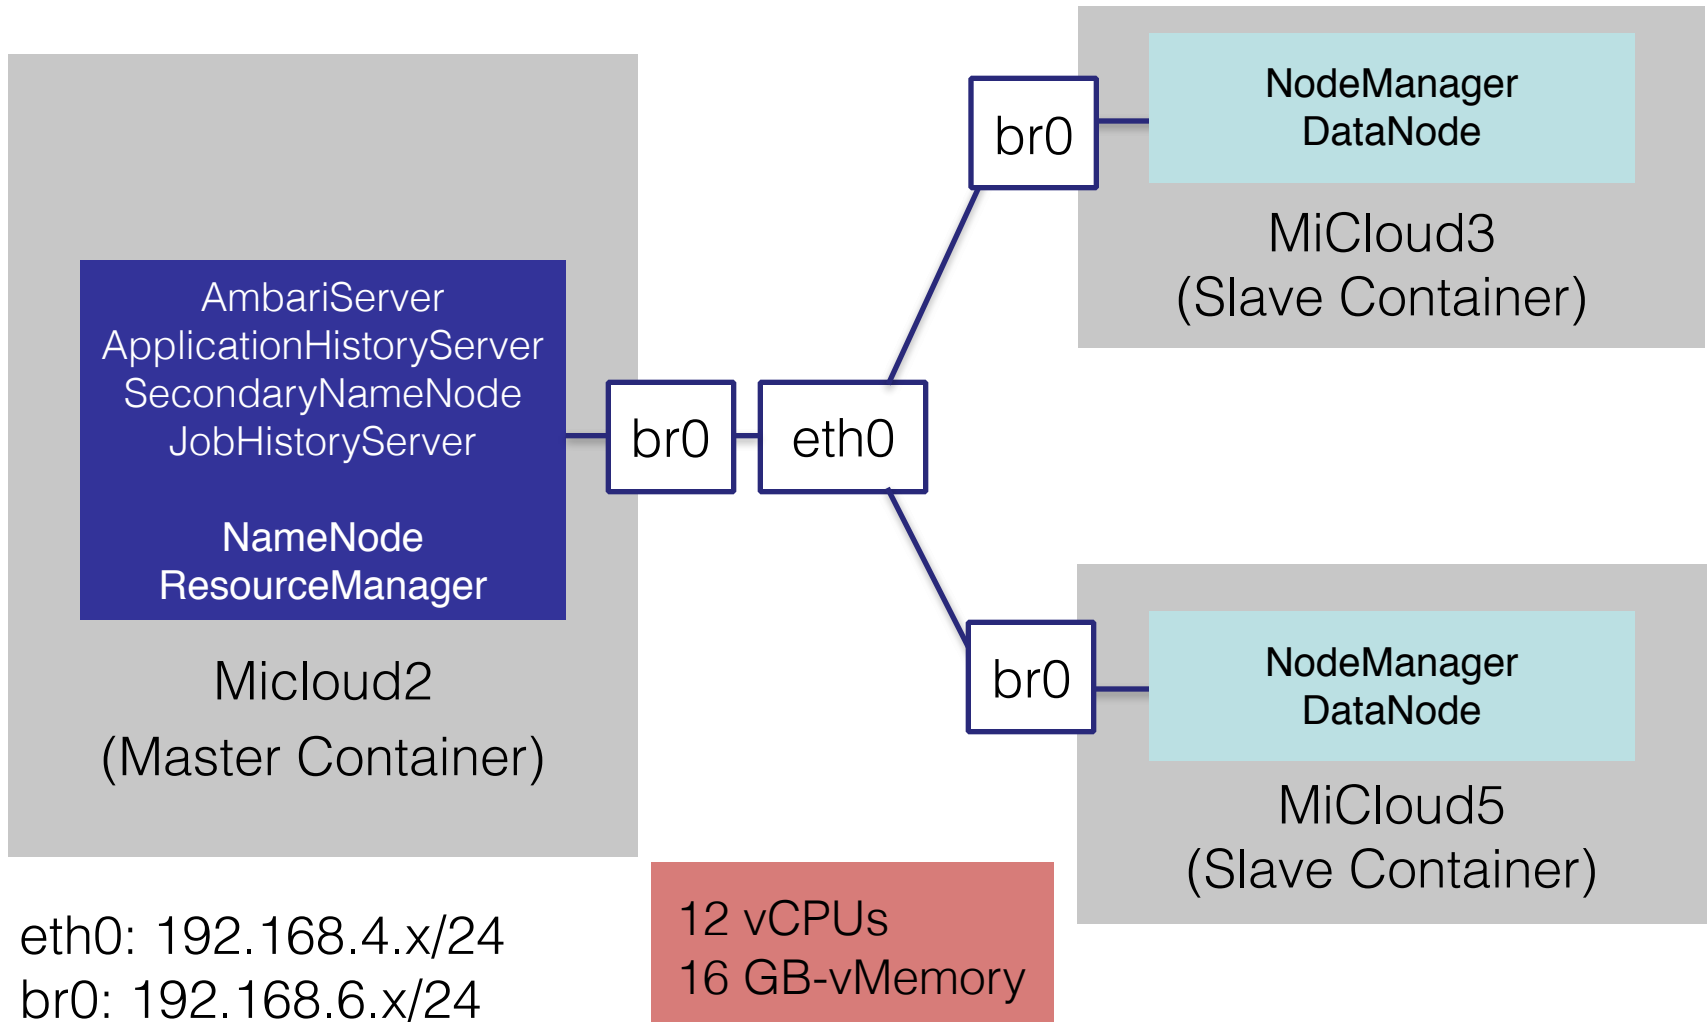 AmbariServer
ApplicationHistoryServer
SecondaryNameNode
JobHistoryServer
NameNode
ResourceManager
Micloud2
(Master Container)
br0
eth0
br0
NodeManager
DataNode
MiCloud3
(Slave Container)
br0
NodeManager
DataNode
MiCloud5
(Slave Container)
eth0: 192.168.4.x/24
br0: 192.168.6.x/24
12 vCPUs
16 GB-vMemory